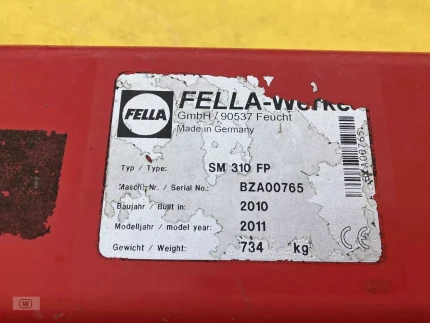 FELLA
FELLA-Werke
GmbH / 90537 Feucht
Made in Germany
Typ / Type: SM 310 FP
Masch. Nr. / Serial No.: BZA00765
Baujahr / Built in: 2010
Modelljahr / model year: 2011
Gewicht / Weight: 734 kg
BZA00765
CE
W